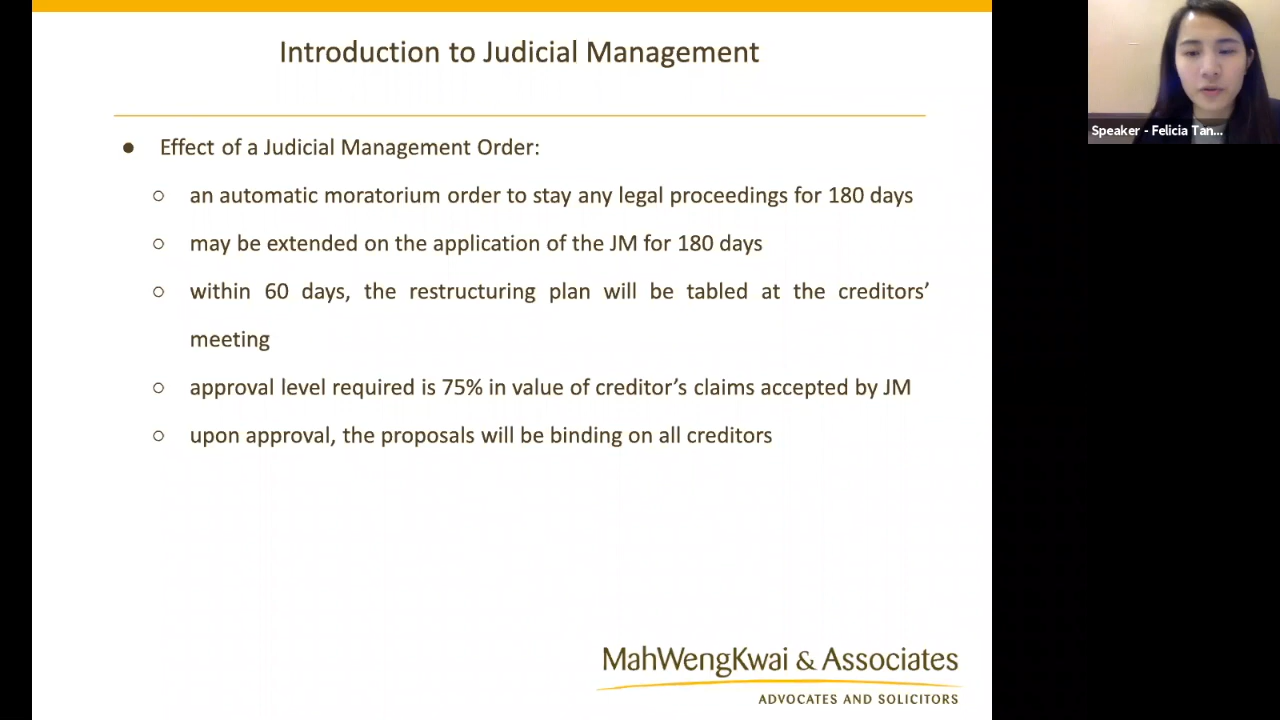 Introduction to Judicial Management
● Effect of a Judicial Management Order:
○ an automatic moratorium order to stay any legal proceedings for 180 days
○ may be extended on the application of the JM for 180 days
○ within 60 days, the restructuring plan will be tabled at the creditors’
meeting
○ approval level required is 75% in value of creditor’s claims accepted by JM
○ upon approval, the proposals will be binding on all creditors
MahWengKwai & Associates
ADVOCATES AND SOLICITORS
Speaker - Felicia Tan...